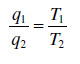 q₁/q₂ = T₁/T₂